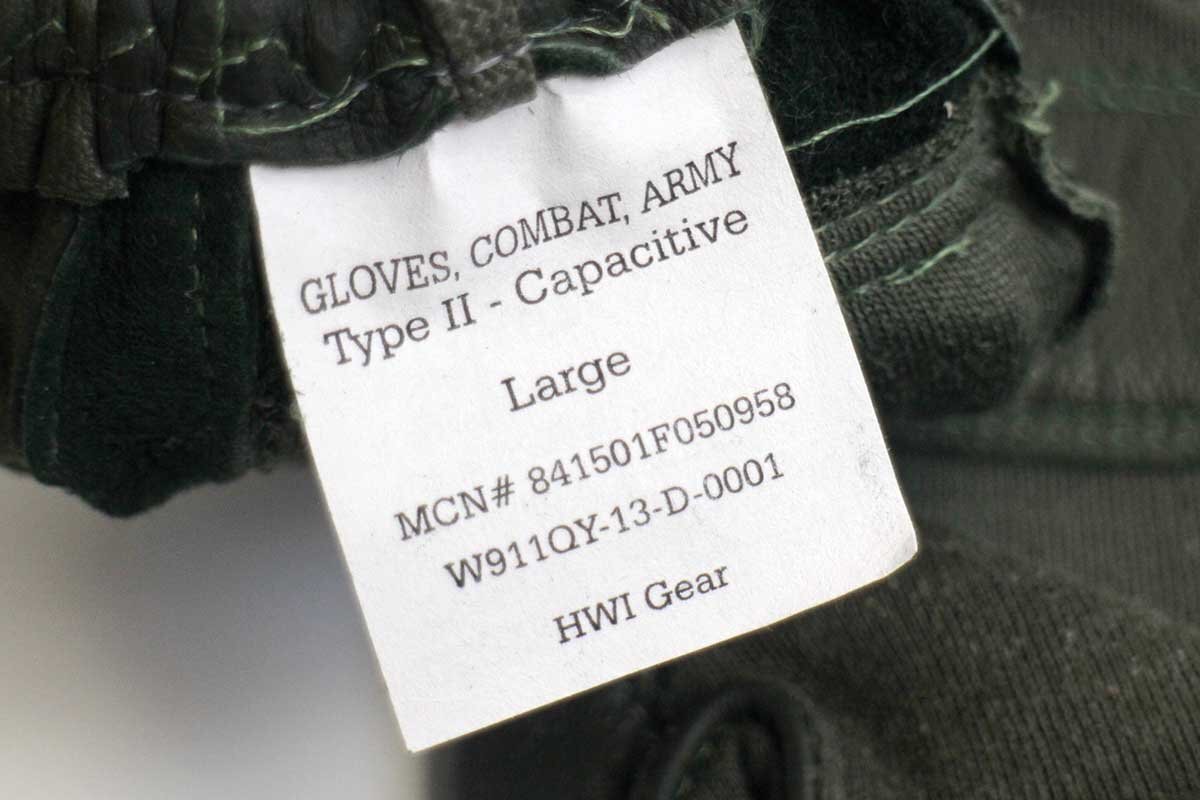 GLOVES, COMBAT, ARMY
Type II - Capacitive
Large
MCN# 841501F050958
W911QY-13-D-0001
HWI Gear